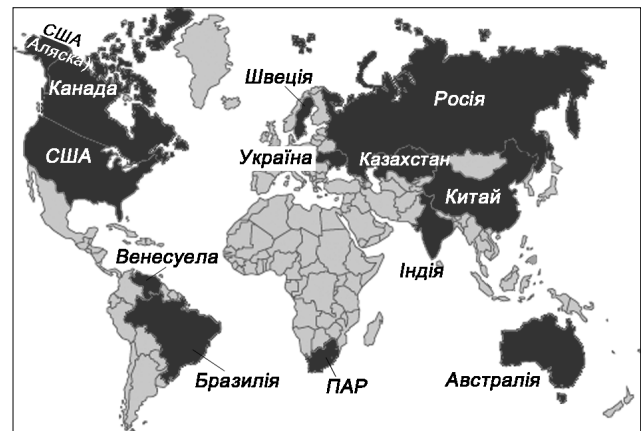 США
(Аляска)
Канада
США
Швеція
Україна
Росія
Казахстан
Китай
Індія
Венесуела
Бразилія
ПАР
Австралія